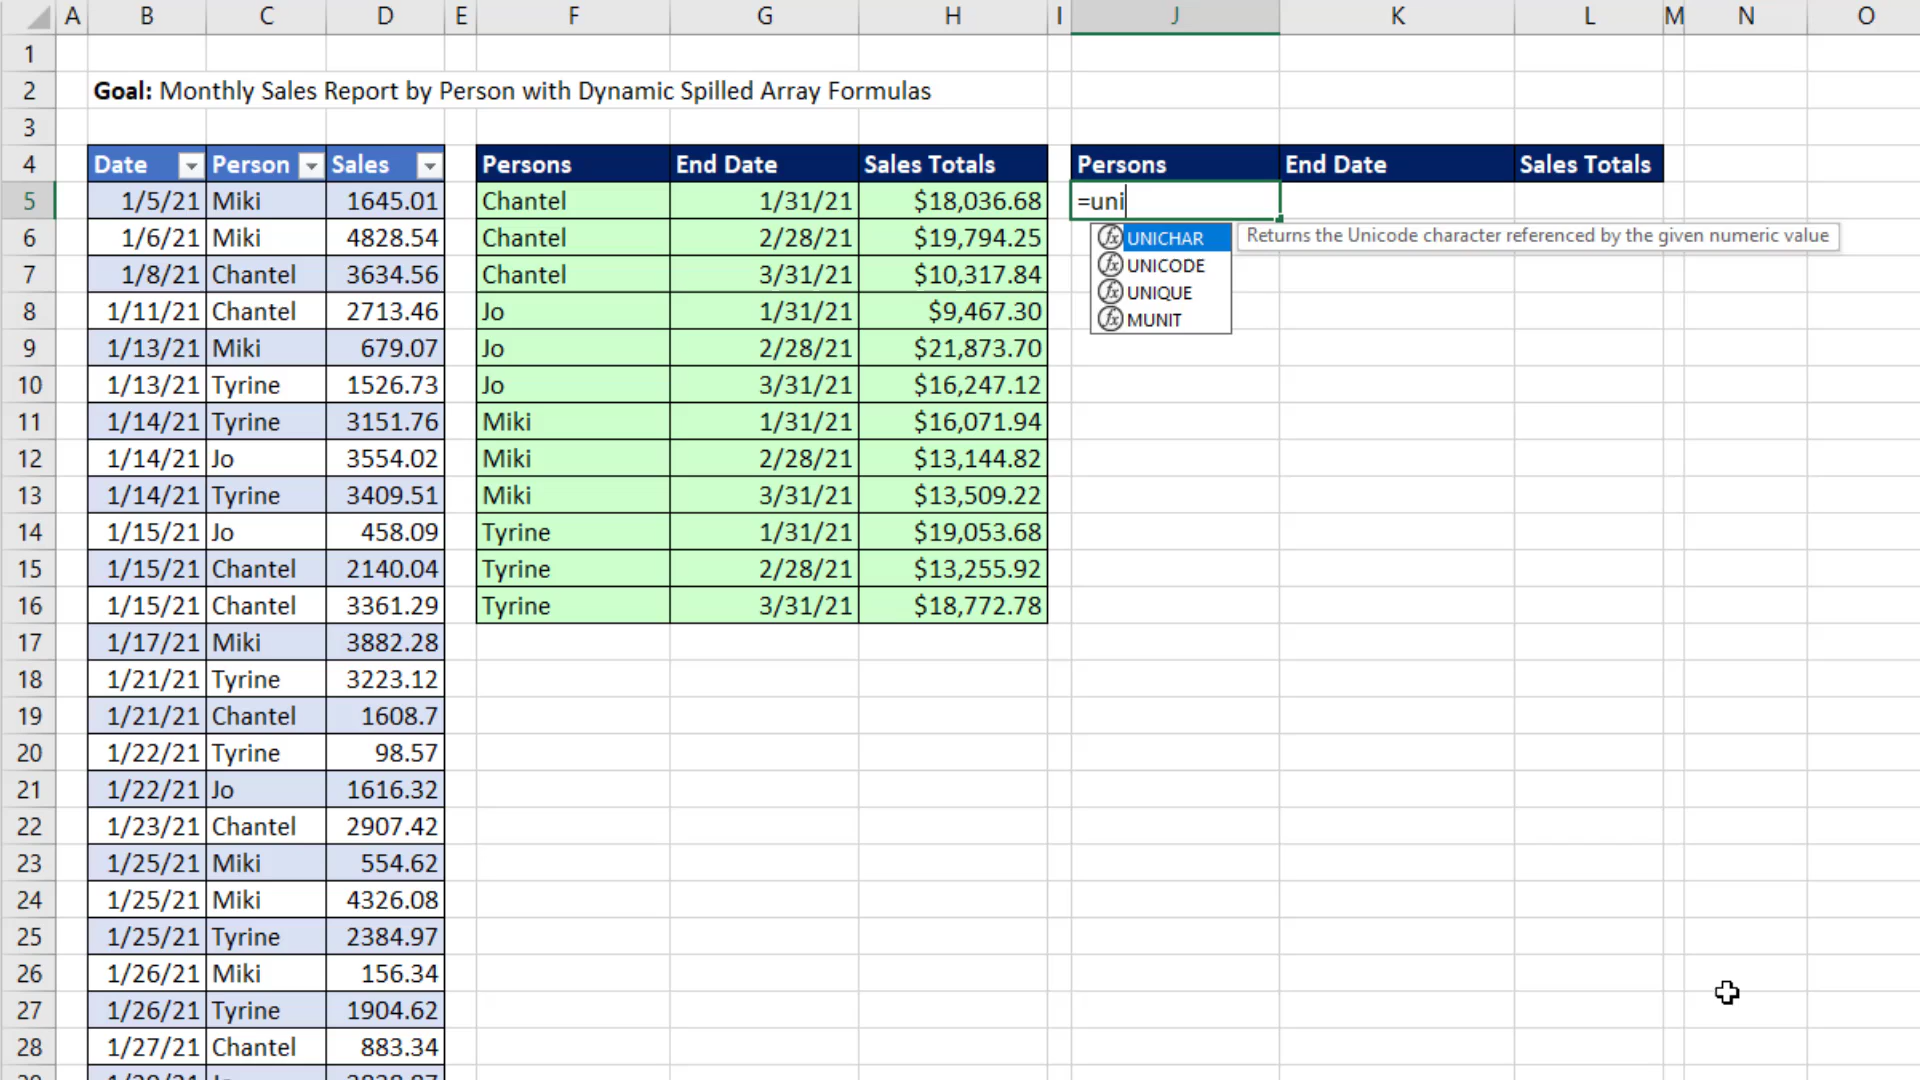 A B C D E F G H I J K L M N O
1
2 Goal: Monthly Sales Report by Person with Dynamic Spilled Array Formulas
3
4 Date Person Sales Persons End Date Sales Totals Persons End Date Sales Totals
5 1/5/21 Miki 1645.01 Chantel 1/31/21 $18,036.68 =uni
6 1/6/21 Miki 4828.54 Chantel 2/28/21 $19,794.25 UNICHAR Returns the Unicode character referenced by the given numeric value
UNICODE
7 1/8/21 Chantel 3634.56 Chantel 3/31/21 $10,317.84
UNIQUE
8 1/11/21 Chantel 2713.46 Jo 1/31/21 $9,467.30
MUNIT
9 1/13/21 Miki 679.07 Jo 2/28/21 $21,873.70
10 1/13/21 Tyrine 1526.73 Jo 3/31/21 $16,247.12
11 1/14/21 Tyrine 3151.76 Miki 1/31/21 $16,071.94
12 1/14/21 Jo 3554.02 Miki 2/28/21 $13,144.82
13 1/14/21 Tyrine 3409.51 Miki 3/31/21 $13,509.22
14 1/15/21 Jo 458.09 Tyrine 1/31/21 $19,053.68
15 1/15/21 Chantel 2140.04 Tyrine 2/28/21 $13,255.92
16 1/15/21 Chantel 3361.29 Tyrine 3/31/21 $18,772.78
17 1/17/21 Miki 3882.28
18 1/21/21 Tyrine 3223.12
19 1/21/21 Chantel 1608.7
20 1/22/21 Tyrine 98.57
21 1/22/21 Jo 1616.32
22 1/23/21 Chantel 2907.42
23 1/25/21 Miki 554.62
24 1/25/21 Miki 4326.08
25 1/25/21 Tyrine 2384.97
26 1/26/21 Miki 156.34
27 1/26/21 Tyrine 1904.62
28 1/27/21 Chantel 883.34